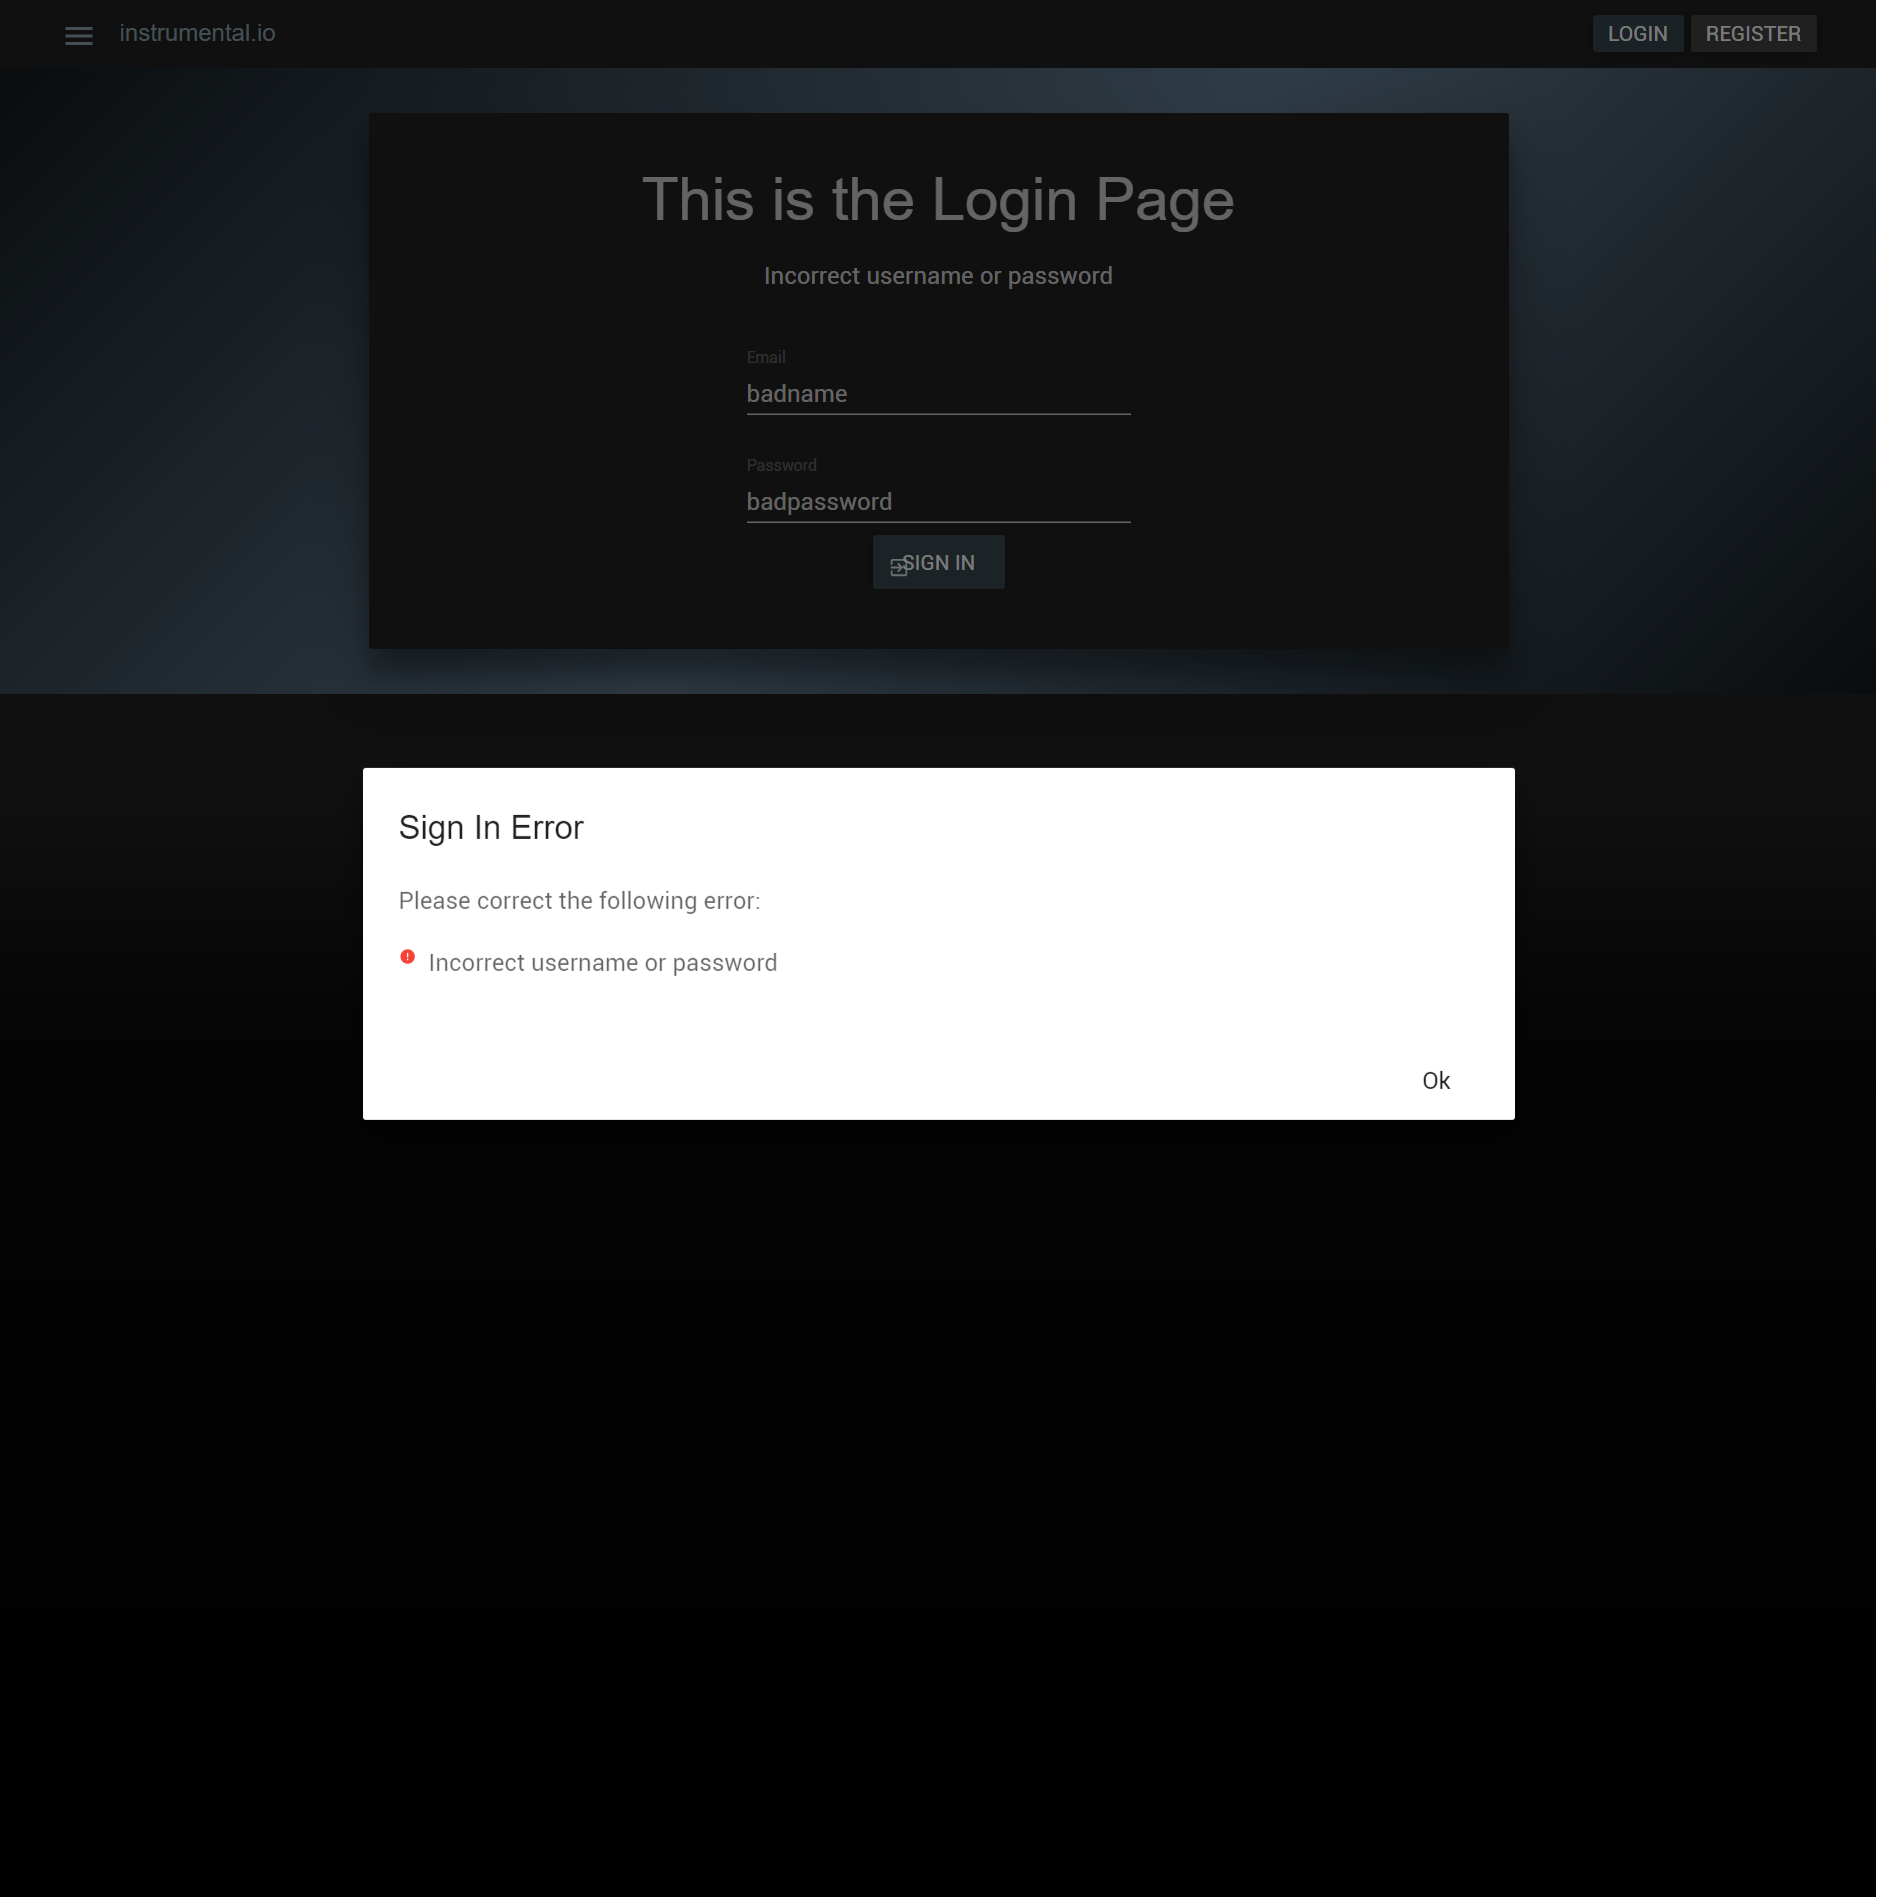 instrumental.io
LOGIN
REGISTER
This is the Login Page
Incorrect username or password
Email
badname
Password
badpassword
SIGN IN
Sign In Error
Please correct the following error:
Incorrect username or password
Ok